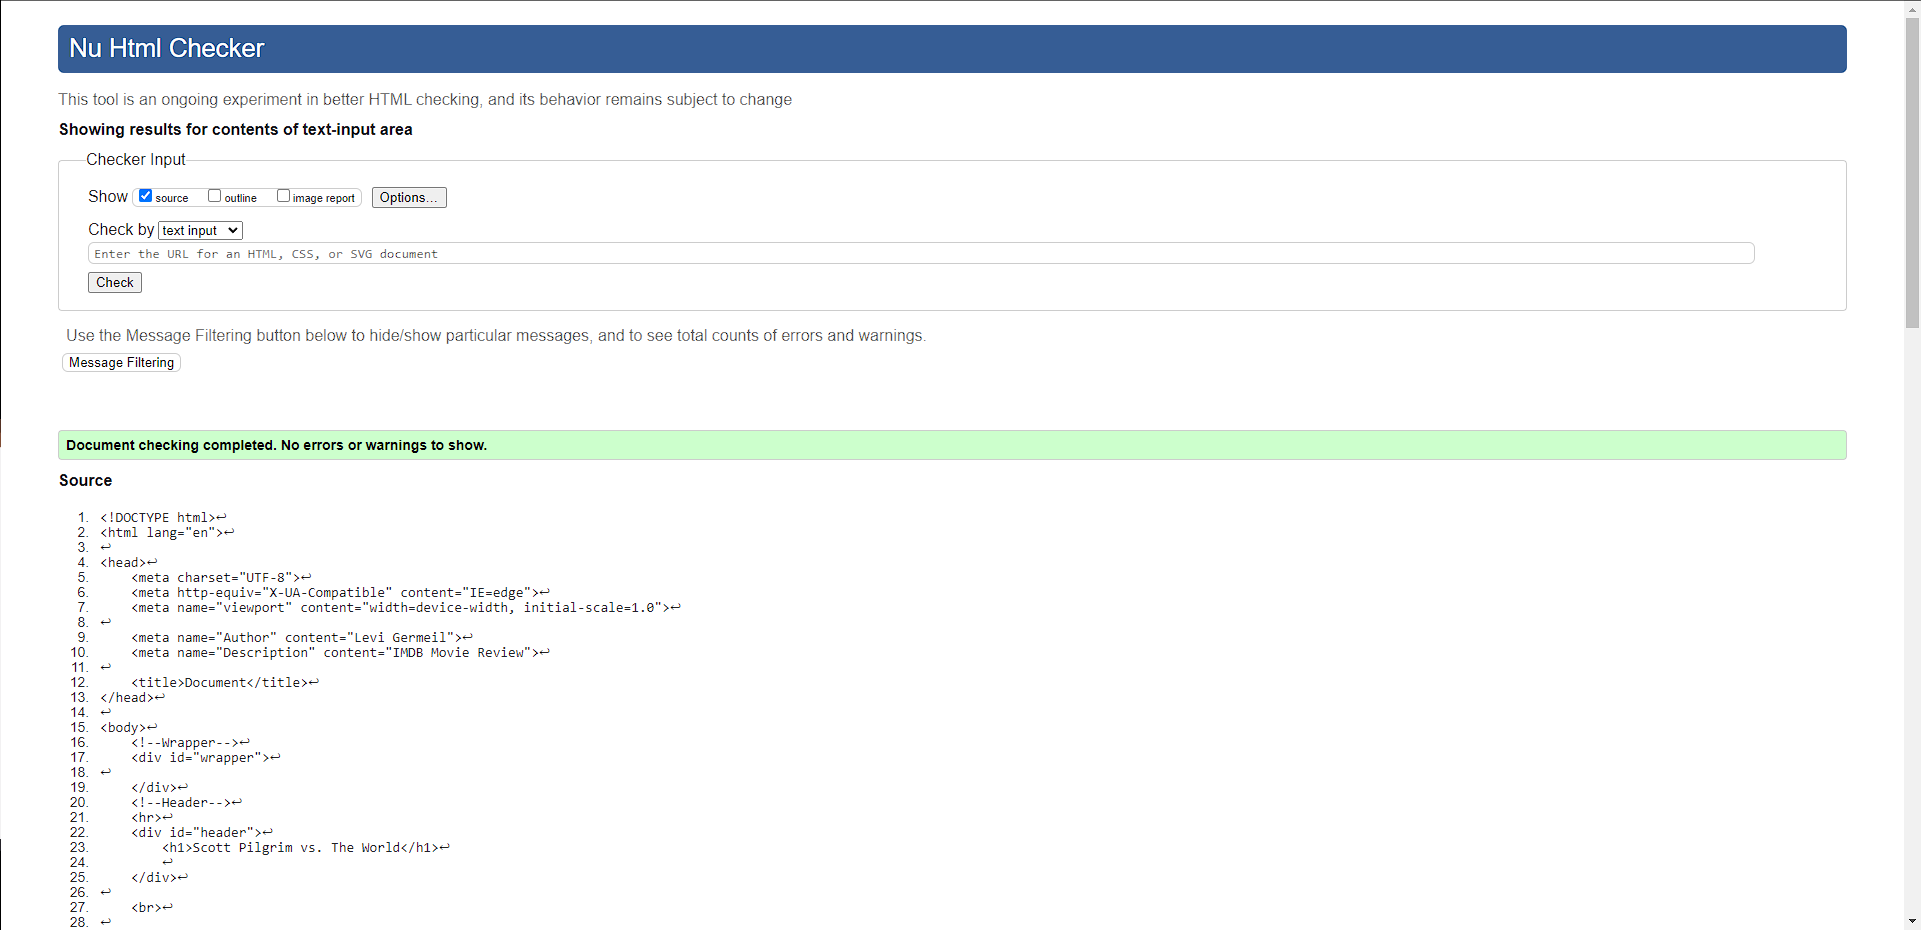 Nu Html Checker
This tool is an ongoing experiment in better HTML checking, and its behavior remains subject to change
Showing results for contents of text-input area
Checker Input
Show source outline image report Options...
Check by text input
Enter the URL for an HTML, CSS, or SVG document
Check
Use the Message Filtering button below to hide/show particular messages, and to see total counts of errors and warnings.
Message Filtering
Document checking completed. No errors or warnings to show.
Source
1. <!DOCTYPE html>↩
2. <html lang="en">↩
3. ↩
4. <head>↩
5.     <meta charset="UTF-8">↩
6.     <meta http-equiv="X-UA-Compatible" content="IE=edge">↩
7.     <meta name="viewport" content="width=device-width, initial-scale=1.0">↩
8. ↩
9.     <meta name="Author" content="Levi Germeil">↩
10.     <meta name="Description" content="IMDB Movie Review">↩
11. ↩
12.     <title>Document</title>↩
13. </head>↩
14. ↩
15. <body>↩
16.     <!--Wrapper-->↩
17.     <div id="wrapper">↩
18. ↩
19.     </div>↩
20.     <!--Header-->↩
21.     <hr>↩
22.     <div id="header">↩
23.         <h1>Scott Pilgrim vs. The World</h1>↩
24.         ↩
25.     </div>↩
26. ↩
27.     <br>↩
28. ↩